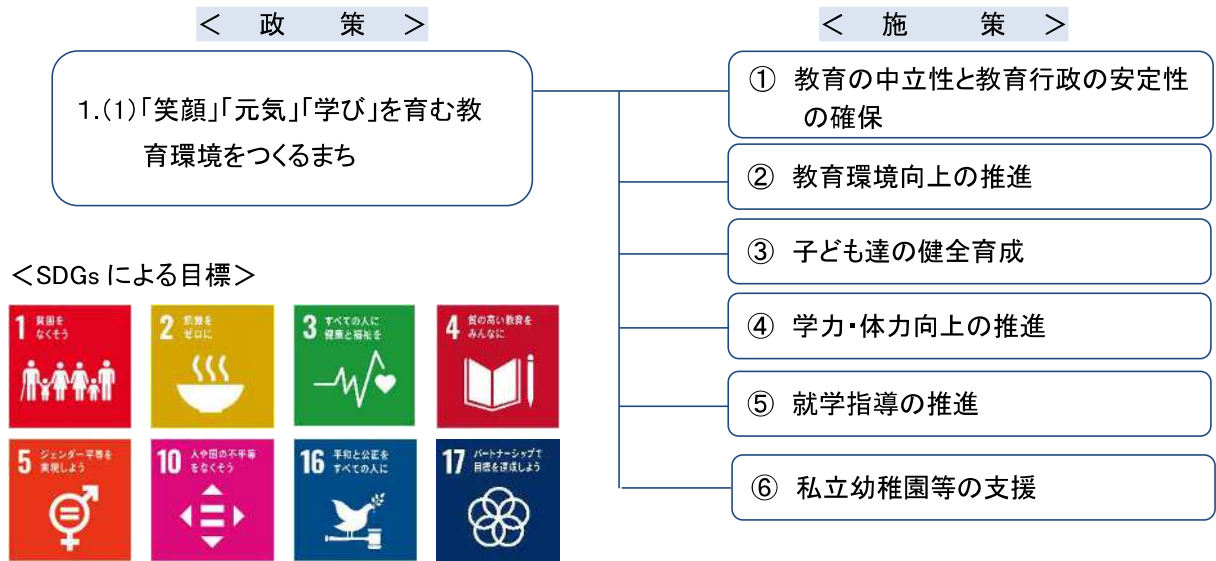 ＜　政　策　＞
1.(1)「笑顔」「元気」「学び」を育む教
育環境をつくるまち
＜SDGs による目標＞
1 貧困を
なくそう
2 飢餓を
ゼロに
3 すべての人に
健康と福祉を
4 質の高い教育を
みんなに
5 ジェンダー平等を
実現しよう
10 人や国の不平等
をなくそう
16 平和と公正を
すべての人に
17 パートナーシップで
目標を達成しよう
＜　施　策　＞
① 教育の中立性と教育行政の安定性
の確保
② 教育環境向上の推進
③ 子ども達の健全育成
④ 学力・体力向上の推進
⑤ 就学指導の推進
⑥ 私立幼稚園等の支援